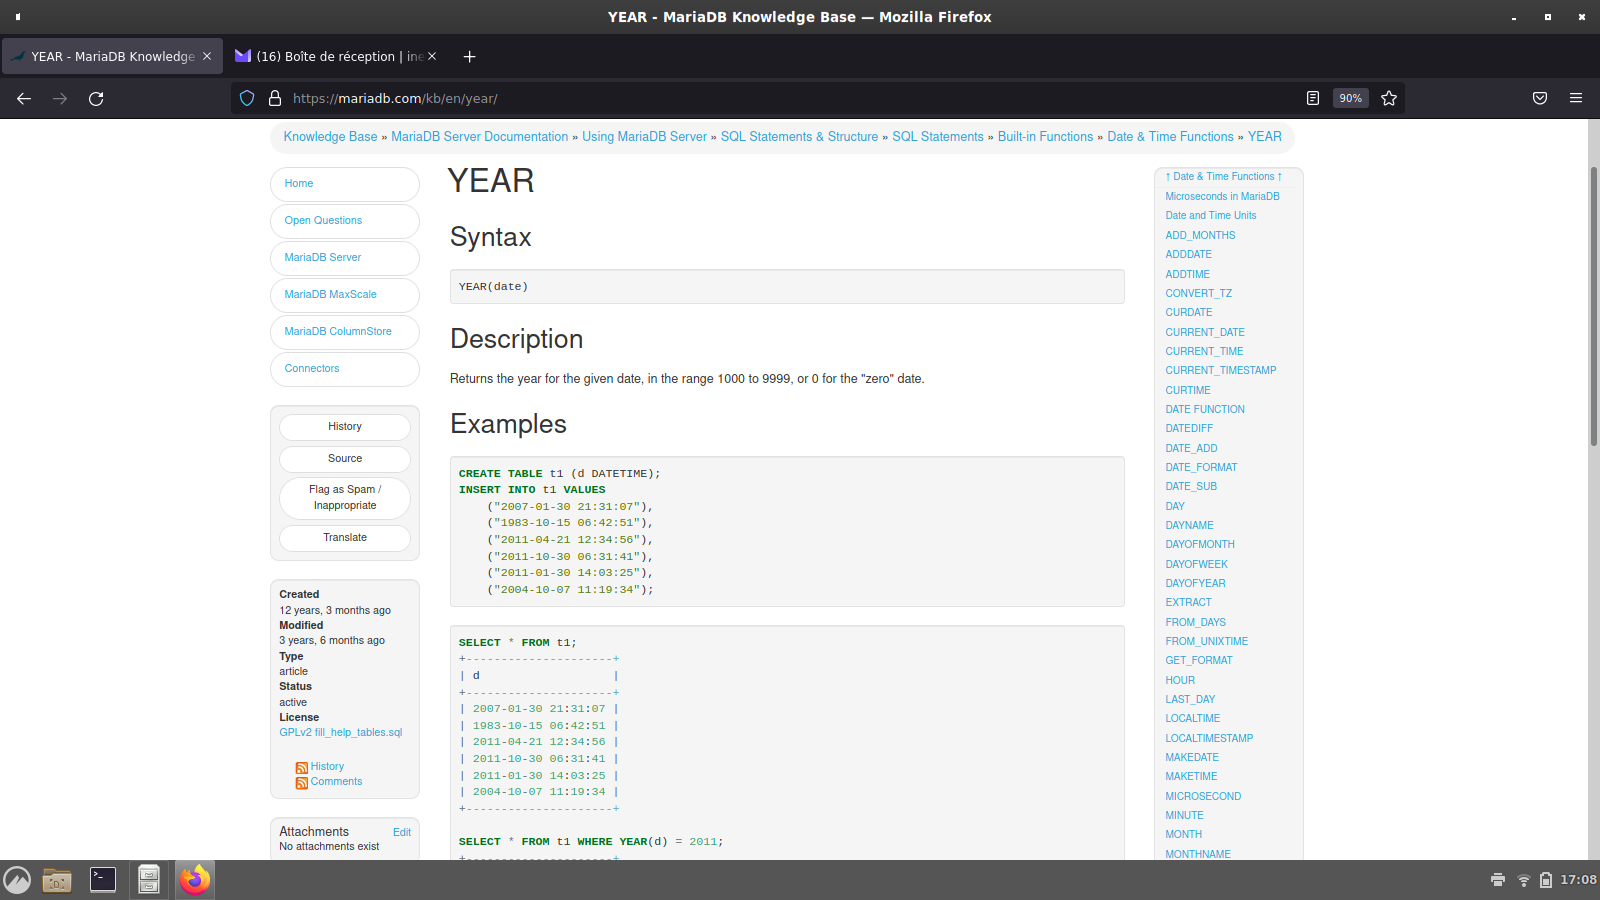 YEAR - MariaDB Knowledge Base — Mozilla Firefox
YEAR - MariaDB Knowledge
(16) Boîte de réception | ine
https://mariadb.com/kb/en/year/
90%
Knowledge Base » MariaDB Server Documentation » Using MariaDB Server » SQL Statements & Structure » SQL Statements » Built-in Functions » Date & Time Functions » YEAR
Home
Open Questions
MariaDB Server
MariaDB MaxScale
MariaDB ColumnStore
Connectors
History
Source
Flag as Spam /
Inappropriate
Translate
Created
12 years, 3 months ago
Modified
3 years, 6 months ago
Type
article
Status
active
License
GPLv2 fill_help_tables.sql
History
Comments
Attachments Edit
No attachments exist
YEAR
Syntax
YEAR(date)
Description
Returns the year for the given date, in the range 1000 to 9999, or 0 for the "zero" date.
Examples
CREATE TABLE t1 (d DATETIME);
INSERT INTO t1 VALUES
    ("2007-01-30 21:31:07"),
    ("1983-10-15 06:42:51"),
    ("2011-04-21 12:34:56"),
    ("2011-10-30 06:31:41"),
    ("2011-01-30 14:03:25"),
    ("2004-10-07 11:19:34");
SELECT * FROM t1;
+---------------------+
| d                   |
+---------------------+
| 2007-01-30 21:31:07 |
| 1983-10-15 06:42:51 |
| 2011-04-21 12:34:56 |
| 2011-10-30 06:31:41 |
| 2011-01-30 14:03:25 |
| 2004-10-07 11:19:34 |
+---------------------+
SELECT * FROM t1 WHERE YEAR(d) = 2011;
+---------------------+
↑ Date & Time Functions ↑
Microseconds in MariaDB
Date and Time Units
ADD_MONTHS
ADDDATE
ADDTIME
CONVERT_TZ
CURDATE
CURRENT_DATE
CURRENT_TIME
CURRENT_TIMESTAMP
CURTIME
DATE FUNCTION
DATEDIFF
DATE_ADD
DATE_FORMAT
DATE_SUB
DAY
DAYNAME
DAYOFMONTH
DAYOFWEEK
DAYOFYEAR
EXTRACT
FROM_DAYS
FROM_UNIXTIME
GET_FORMAT
HOUR
LAST_DAY
LOCALTIME
LOCALTIMESTAMP
MAKEDATE
MAKETIME
MICROSECOND
MINUTE
MONTH
MONTHNAME
17:08